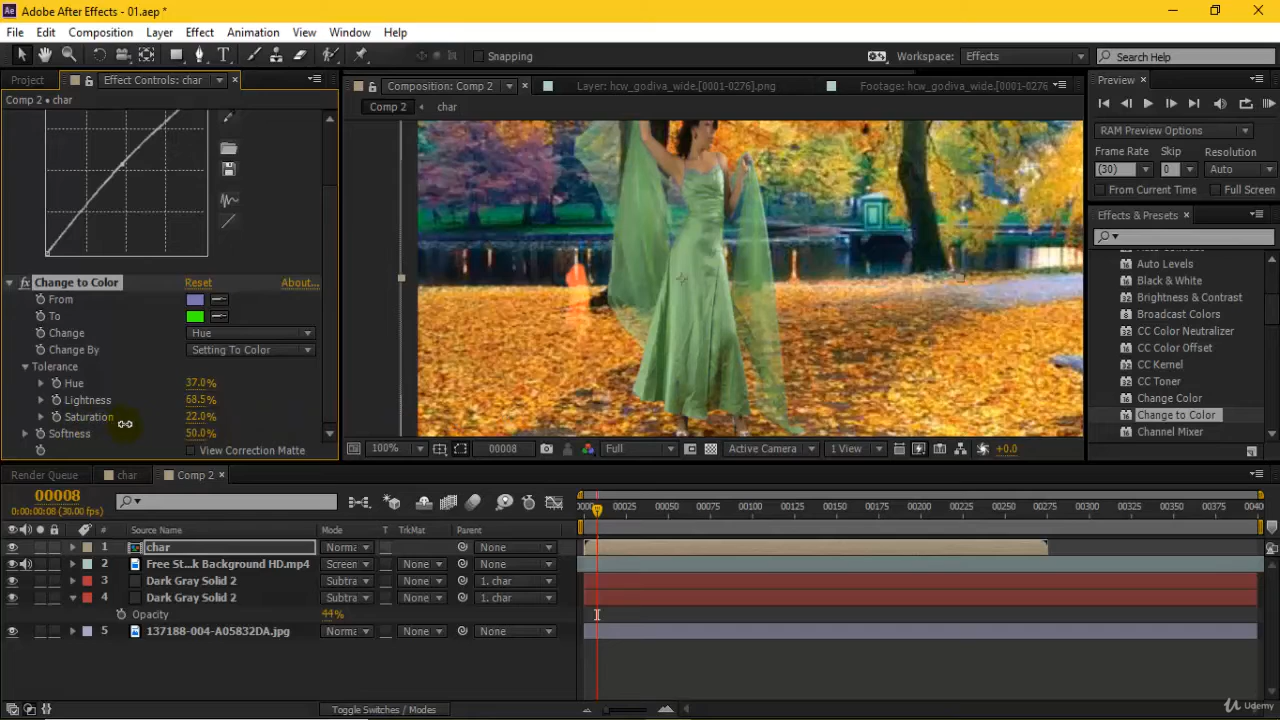 Ae Adobe After Effects - 01.aep *
File Edit Composition Layer Effect Animation View Window Help
T Snapping Workspace: Effects Search Help
Project Effect Controls: char × Composition: Comp 2 × Layer: hcw_godiva_wide.[0001-0276].png Footage: hcw_godiva_wide.[0001-0276 Preview ×
Comp 2 • char Comp 2 char
RAM Preview Options
Frame Rate Skip Resolution
(30) 0 Auto
From Current Time Full Screen
Effects & Presets ×
Auto Levels
Black & White
Brightness & Contrast
Broadcast Colors
CC Color Neutralizer
CC Color Offset
CC Kernel
CC Toner
Change Color
Change to Color
Channel Mixer
fx Change to Color Reset About...
From
To
Change Hue
Change By Setting To Color
Tolerance
Hue 37.0%
Lightness 68.5%
Saturation 22.0%
Softness 50.0%
View Correction Matte
100% 00008 Full Active Camera 1 View +0.0
Render Queue char Comp 2 ×
00008
0:00:00:08 (30.00 fps)
00025 00050 00075 00100 00125 00150 00175 00200 00225 00250 00275 00300 00325 00350 00375 0040
# Source Name Mode T TrkMat Parent
1 char Norma None
2 Free St...k Background HD.mp4 Screen None None
3 Dark Gray Solid 2 Subtra None 1. char
4 Dark Gray Solid 2 Subtra None 1. char
Opacity 44%
5 137188-004-A05832DA.jpg Norma None None
Toggle Switches / Modes
Udemy